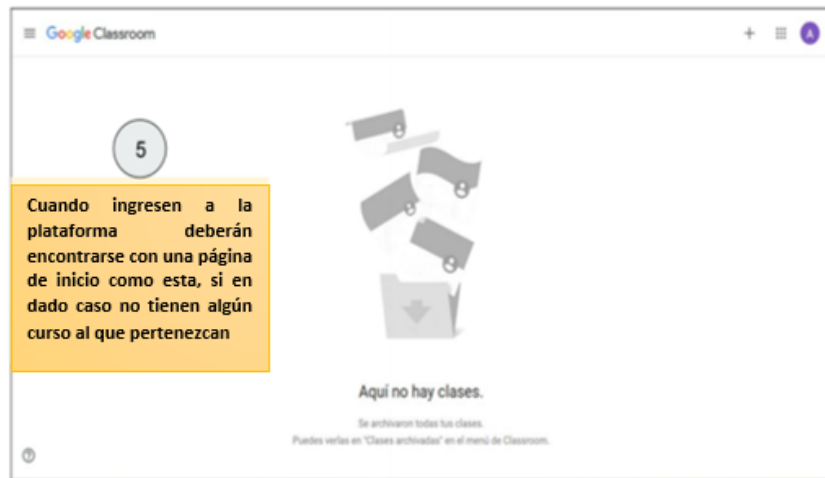 Google Classroom
A
5
Cuando ingresen a la
plataforma deberán
encontrarse con una página
de inicio como esta, si en
dado caso no tienen algún
curso al que pertenezcan
Aquí no hay clases.
Se archivaron todas tus clases.
Puedes verlas en "Clases archivadas" en el menú de Classroom.